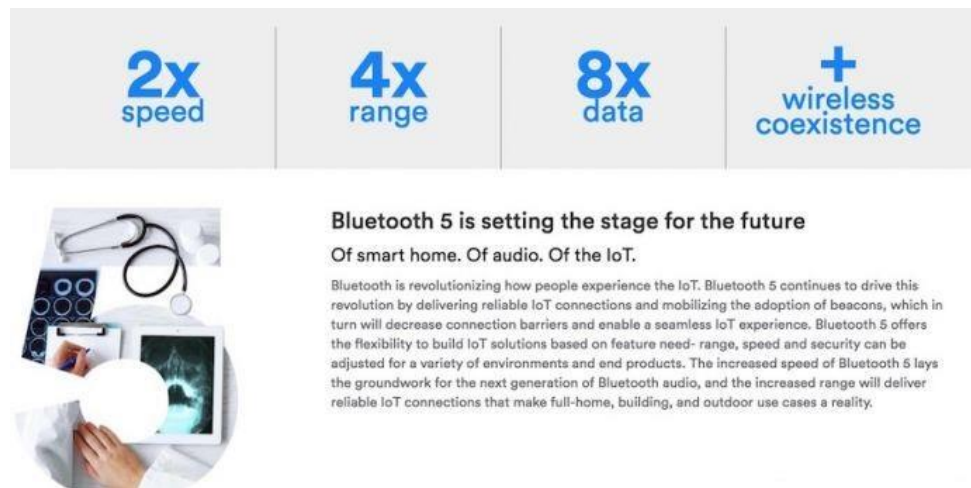 2x
speed
4x
range
8x
data
+
wireless
coexistence
Bluetooth 5 is setting the stage for the future
Of smart home. Of audio. Of the IoT.
Bluetooth is revolutionizing how people experience the IoT. Bluetooth 5 continues to drive this
revolution by delivering reliable IoT connections and mobilizing the adoption of beacons, which in
turn will decrease connection barriers and enable a seamless IoT experience. Bluetooth 5 offers
the flexibility to build IoT solutions based on feature need- range, speed and security can be
adjusted for a variety of environments and end products. The increased speed of Bluetooth 5 lays
the groundwork for the next generation of Bluetooth audio, and the increased range will deliver
reliable IoT connections that make full-home, building, and outdoor use cases a reality.